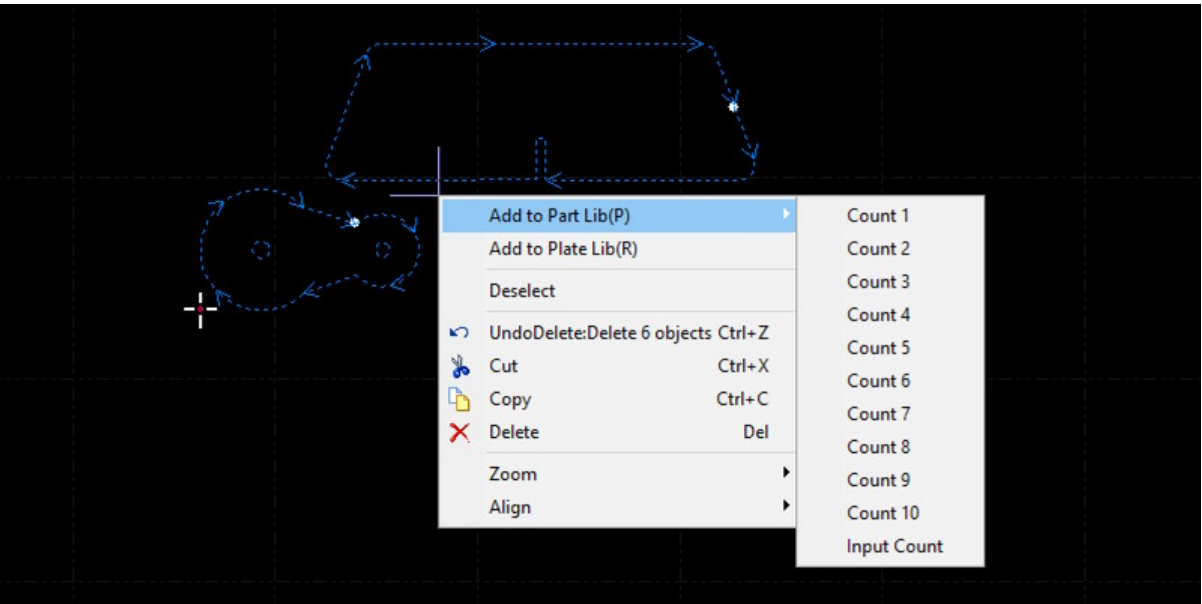 Add to Part Lib(P)
Add to Plate Lib(R)
Deselect
UndoDelete:Delete 6 objects Ctrl+Z
Cut Ctrl+X
Copy Ctrl+C
Delete Del
Zoom
Align
Count 1
Count 2
Count 3
Count 4
Count 5
Count 6
Count 7
Count 8
Count 9
Count 10
Input Count